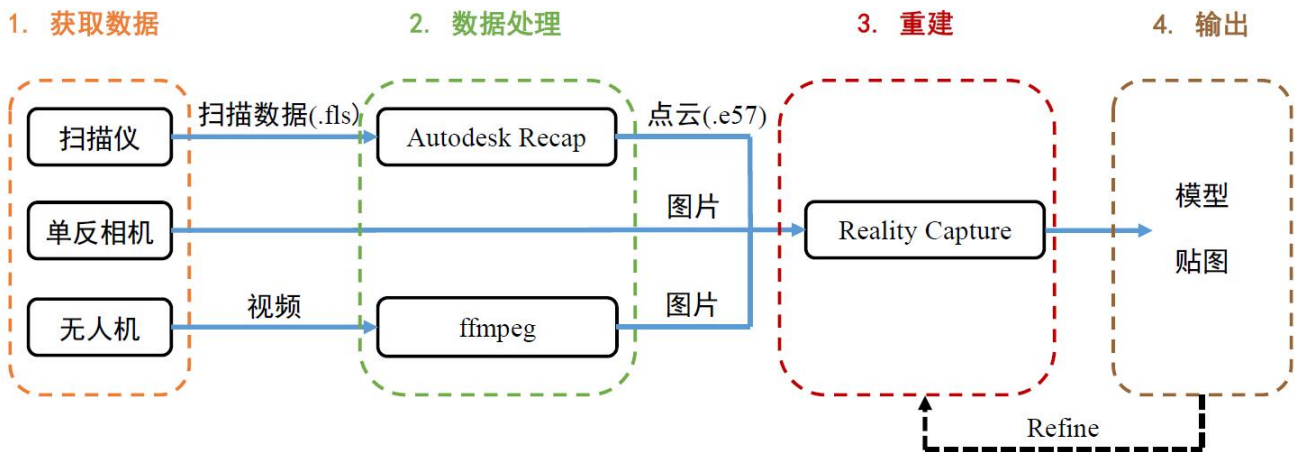 1. 获取数据
2. 数据处理
3. 重建
4. 输出
扫描仪
扫描数据(.fls)
Autodesk Recap
点云(.e57)
单反相机
图片
Reality Capture
模型
贴图
无人机
视频
ffmpeg
图片
Refine